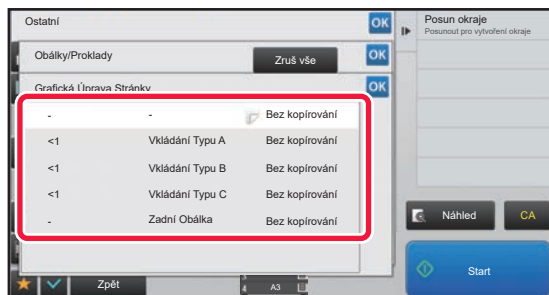 Ostatní
OK
Posun okraje
Posunout pro vytvoření okraje
Obálky/Proklady
Zruš vše
OK
Grafická Úprava Stránky
OK
- - Bez kopírování
<1 Vkládání Typu A Bez kopírování
<1 Vkládání Typu B Bez kopírování
<1 Vkládání Typu C Bez kopírování
- Zadní Obálka Bez kopírování
Náhled
CA
Zpět
4 A3
Start